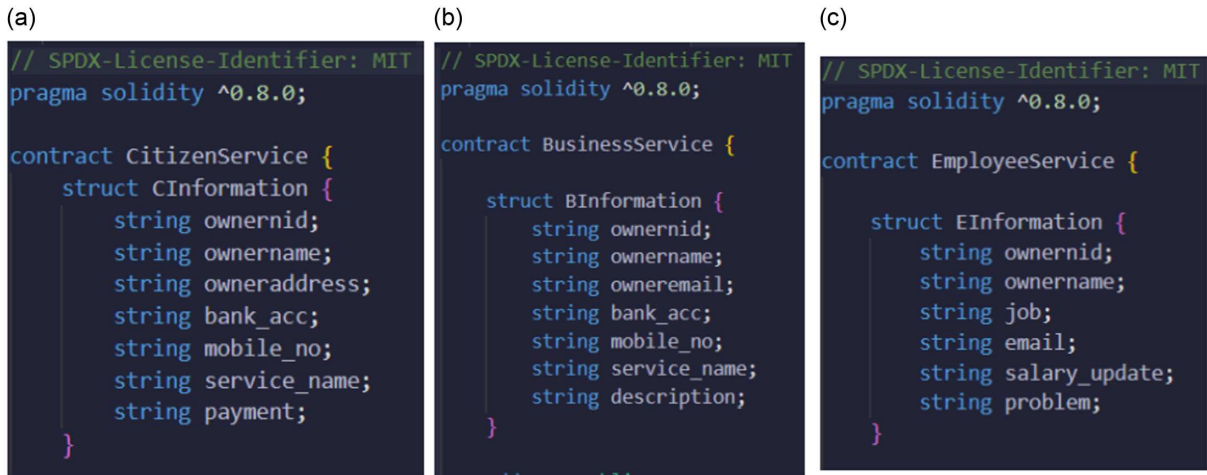 (a)
// SPDX-License-Identifier: MIT
pragma solidity ^0.8.0;
contract CitizenService {
struct CInformation {
string ownernid;
string ownername;
string owneraddress;
string bank_acc;
string mobile_no;
string service_name;
string payment;
}
(b)
// SPDX-License-Identifier: MIT
pragma solidity ^0.8.0;
contract BusinessService {
struct BInformation {
string ownernid;
string ownername;
string owneremail;
string bank_acc;
string mobile_no;
string service_name;
string description;
}
(c)
// SPDX-License-Identifier: MIT
pragma solidity ^0.8.0;
contract EmployeeService {
struct EInformation {
string ownernid;
string ownername;
string job;
string email;
string salary_update;
string problem;
}